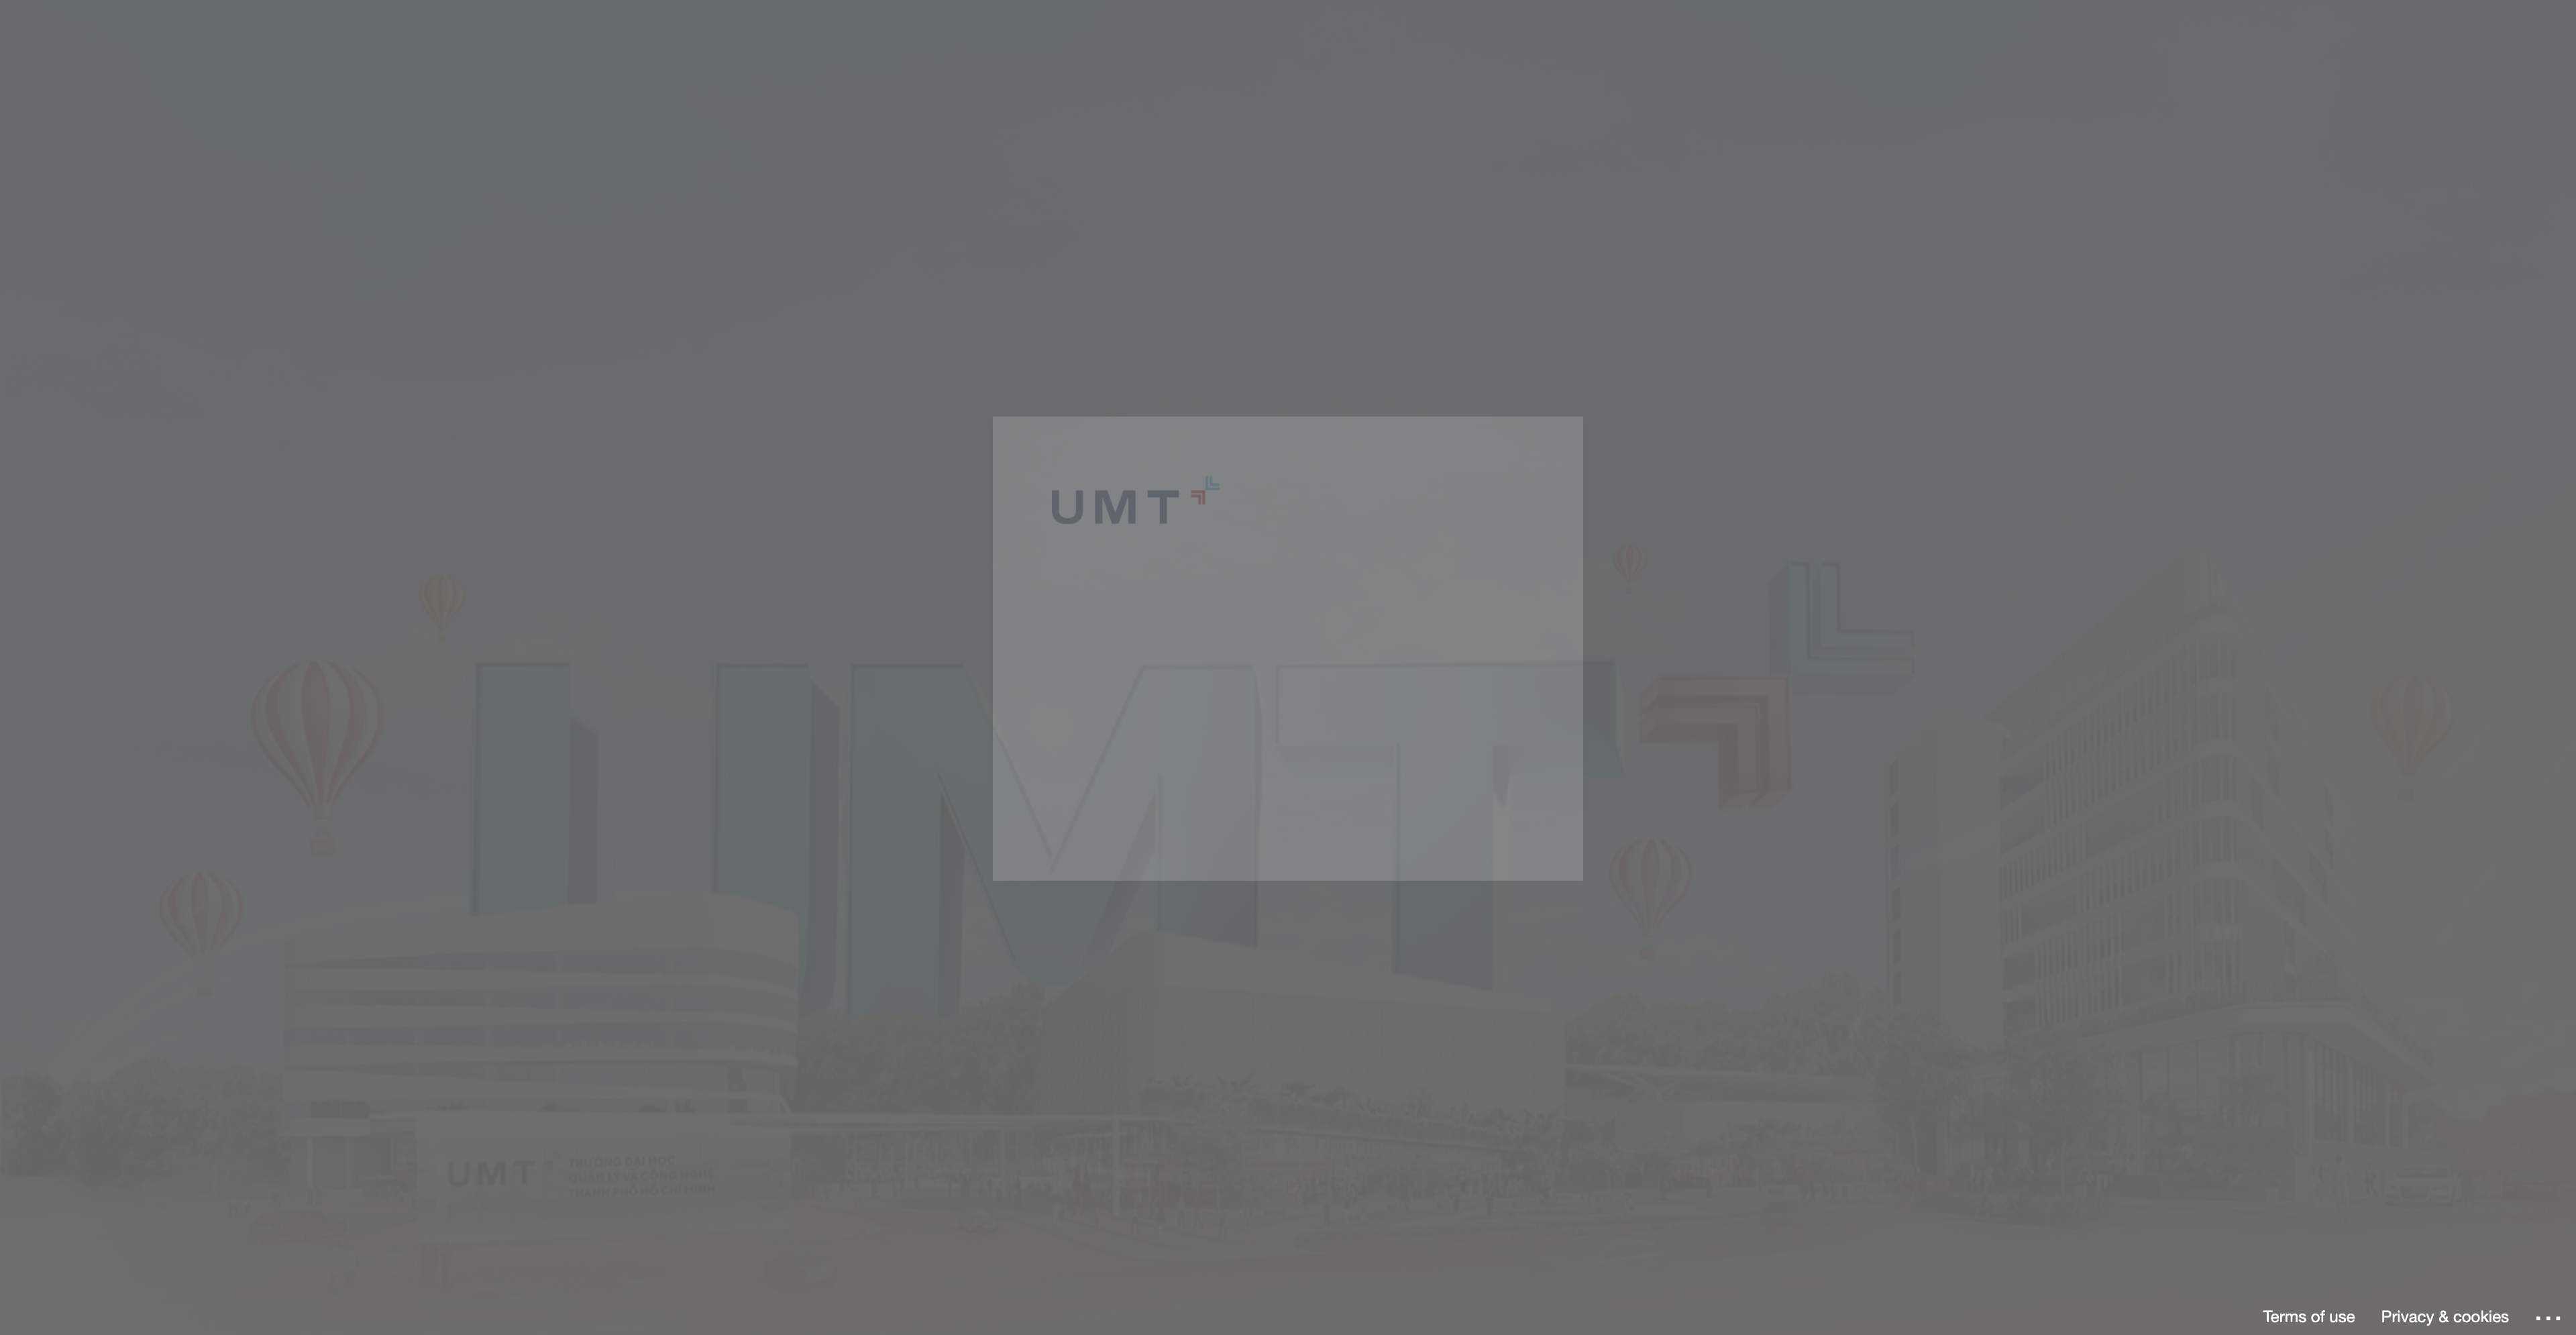 UMT
UMT
UMT
TRƯỜNG ĐẠI HỌC
QUẢN LÝ VÀ CÔNG NGHỆ
THÀNH PHỐ HỒ CHÍ MINH
Terms of use Privacy & cookies ...